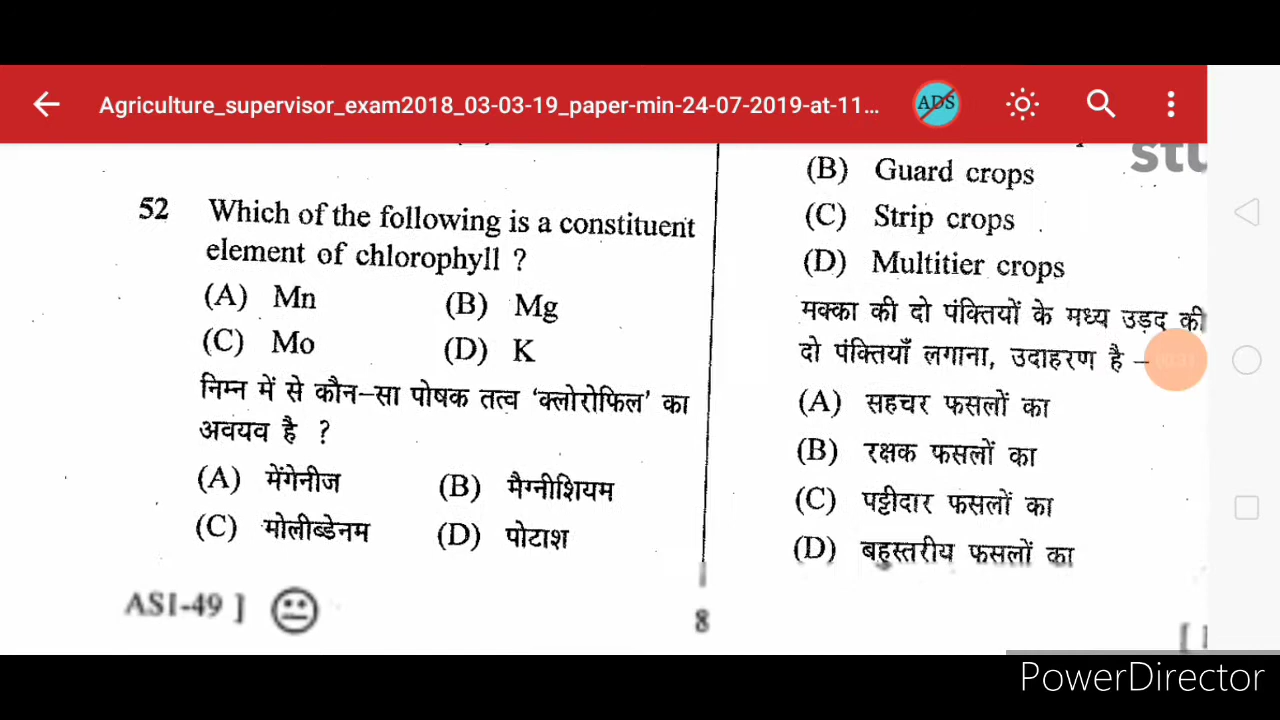 Agriculture_supervisor_exam2018_03-03-19_paper-min-24-07-2019-at-11...
ADS
52 Which of the following is a constituent
element of chlorophyll ?
(A) Mn (B) Mg
(C) Mo (D) K
निम्न में से कौन-सा पोषक तत्व ‘क्लोरोफिल’ का
अवयव है ?
(A) मेंगेनीज (B) मैग्नीशियम
(C) मोलीब्डेनम (D) पोटाश
ASI-49 ]
8
(B) Guard crops
(C) Strip crops
(D) Multitier crops
मक्का की दो पंक्तियों के मध्य उड़द की
दो पंक्तियाँ लगाना, उदाहरण है –
(A) सहचर फसलों का
(B) रक्षक फसलों का
(C) पट्टीदार फसलों का
(D) बहुस्तरीय फसलों का
PowerDirector